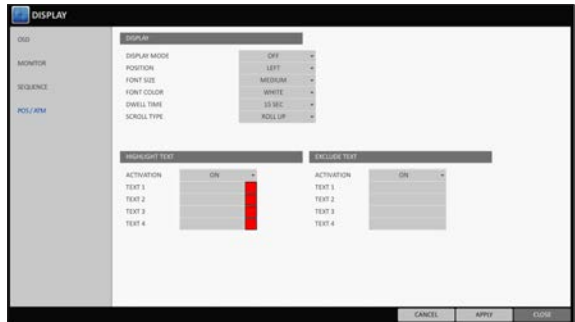 DISPLAY
OSD
MONITOR
SEQUENCE
POS / ATM
DISPLAY
DISPLAY MODE OFF
POSITION LEFT
FONT SIZE MEDIUM
FONT COLOR WHITE
DWELL TIME 15 SEC
SCROLL TYPE ROLL UP
HIGHLIGHT TEXT EXCLUDE TEXT
ACTIVATION ON ACTIVATION ON
TEXT 1 TEXT 1
TEXT 2 TEXT 2
TEXT 3 TEXT 3
TEXT 4 TEXT 4
CANCEL APPLY CLOSE